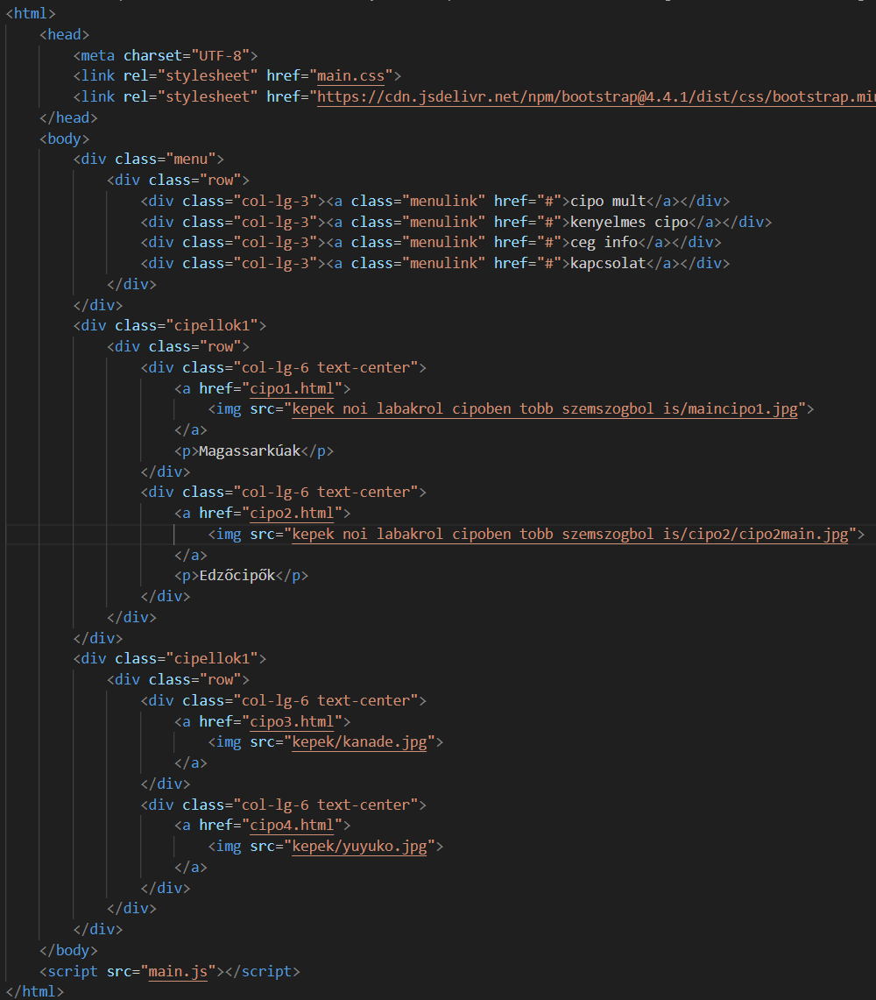 <html>
    <head>
        <meta charset="UTF-8">
        <link rel="stylesheet" href="main.css">
        <link rel="stylesheet" href="https://cdn.jsdelivr.net/npm/bootstrap@4.4.1/dist/css/bootstrap.min
    </head>
    <body>
        <div class="menu">
            <div class="row">
                <div class="col-lg-3"><a class="menulink" href="#">cipo mult</a></div>
                <div class="col-lg-3"><a class="menulink" href="#">kenyelmes cipo</a></div>
                <div class="col-lg-3"><a class="menulink" href="#">ceg info</a></div>
                <div class="col-lg-3"><a class="menulink" href="#">kapcsolat</a></div>
            </div>
        </div>
        <div class="cipellok1">
            <div class="row">
                <div class="col-lg-6 text-center">
                    <a href="cipo1.html">
                        <img src="kepek noi labakrol cipoben tobb szemszogbol is/maincipo1.jpg">
                    </a>
                    <p>Magassarkúak</p>
                </div>
                <div class="col-lg-6 text-center">
                    <a href="cipo2.html">
                        <img src="kepek noi labakrol cipoben tobb szemszogbol is/cipo2/cipo2main.jpg">
                    </a>
                    <p>Edzőcipők</p>
                </div>
            </div>
        </div>
        <div class="cipellok1">
            <div class="row">
                <div class="col-lg-6 text-center">
                    <a href="cipo3.html">
                        <img src="kepek/kanade.jpg">
                    </a>
                </div>
                <div class="col-lg-6 text-center">
                    <a href="cipo4.html">
                        <img src="kepek/yuyuko.jpg">
                    </a>
                </div>
            </div>
        </div>
    </body>
    <script src="main.js"></script>
</html>